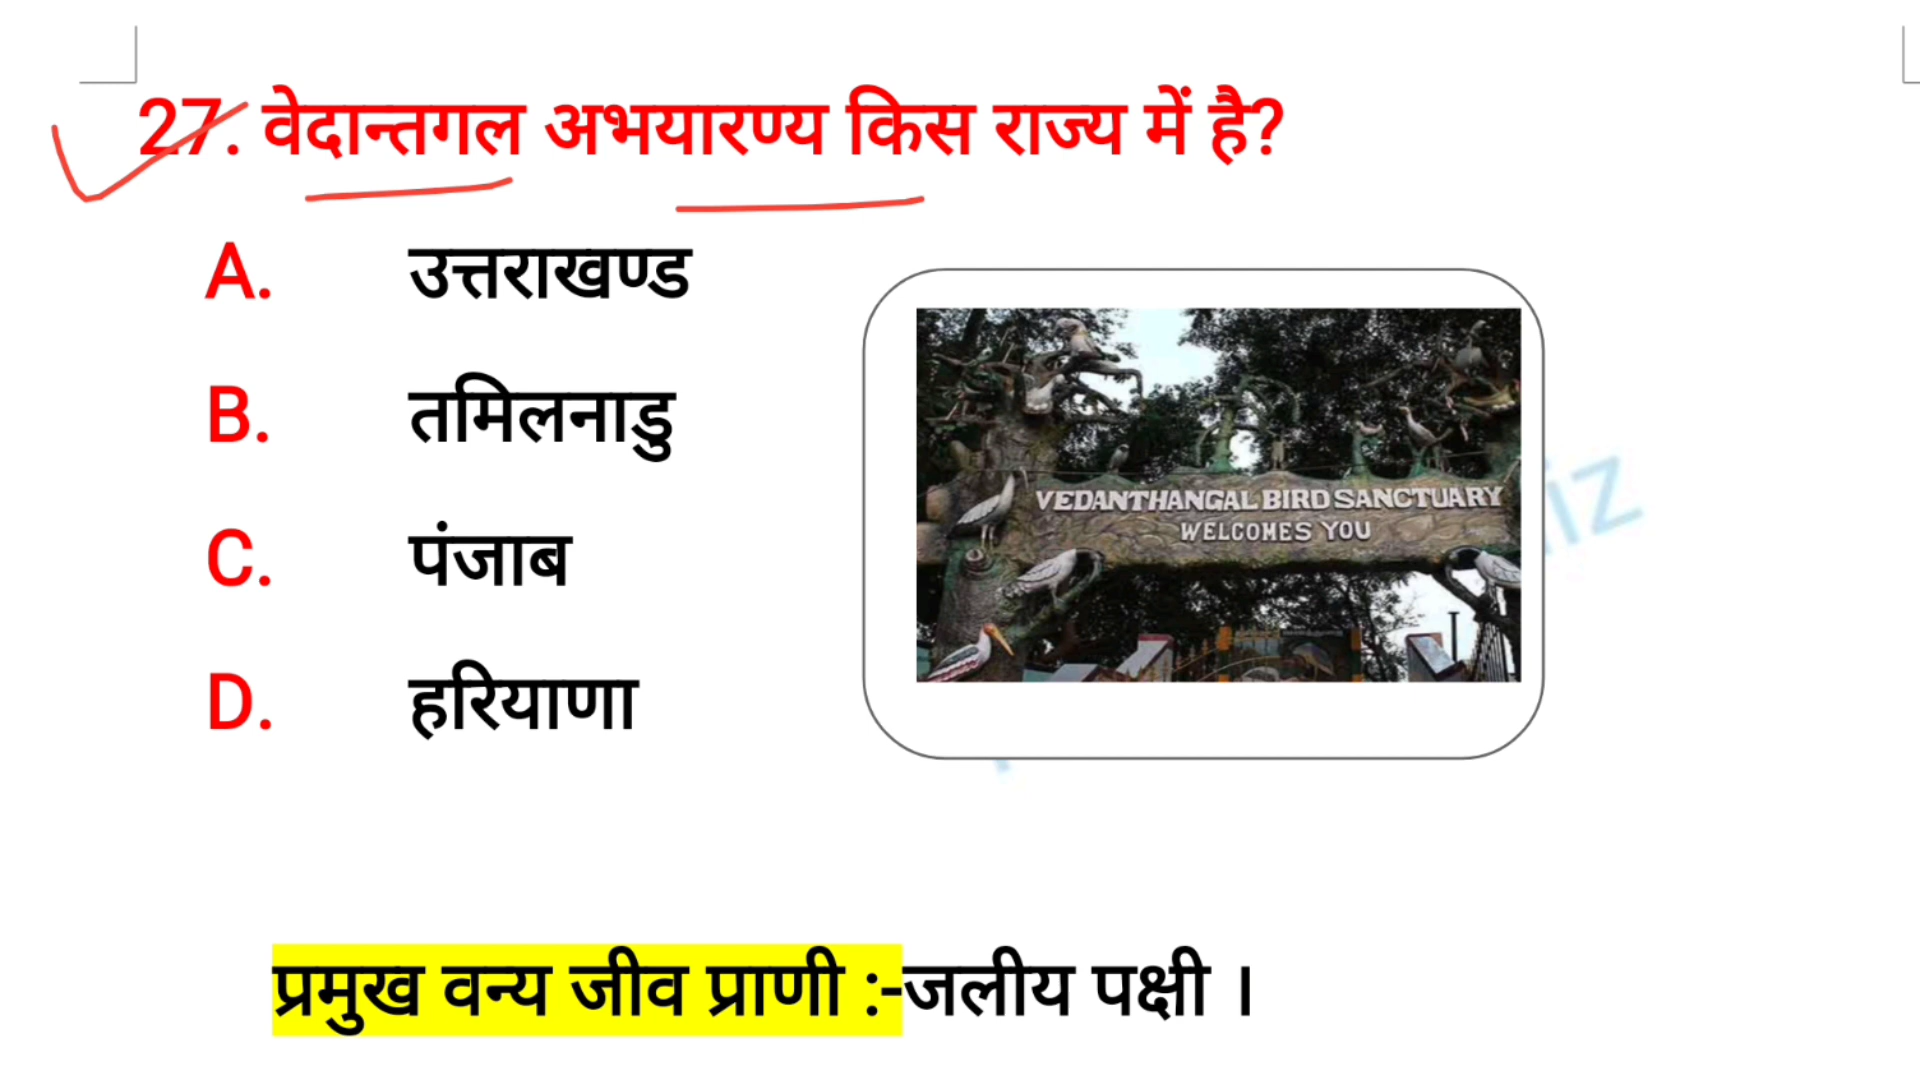 27. वेदान्तगल अभयारण्य किस राज्य में है?
A. उत्तराखण्ड
B. तमिलनाडु
C. पंजाब
D. हरियाणा
VEDANTHANGAL BIRD SANCTUARY
WELCOMES YOU
iz
प्रमुख वन्य जीव प्राणी :-जलीय पक्षी ।